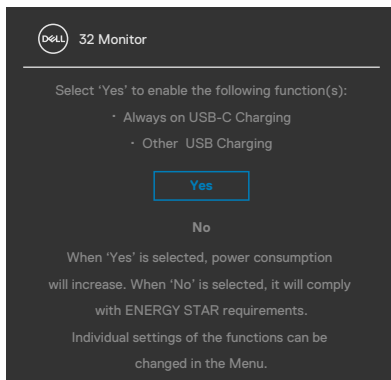 DELL 32 Monitor
Select ‘Yes’ to enable the following function(s):
· Always on USB-C Charging
· Other USB Charging
Yes
No
When ‘Yes’ is selected, power consumption
will increase. When ‘No’ is selected, it will comply
with ENERGY STAR requirements.
Individual settings of the functions can be
changed in the Menu.